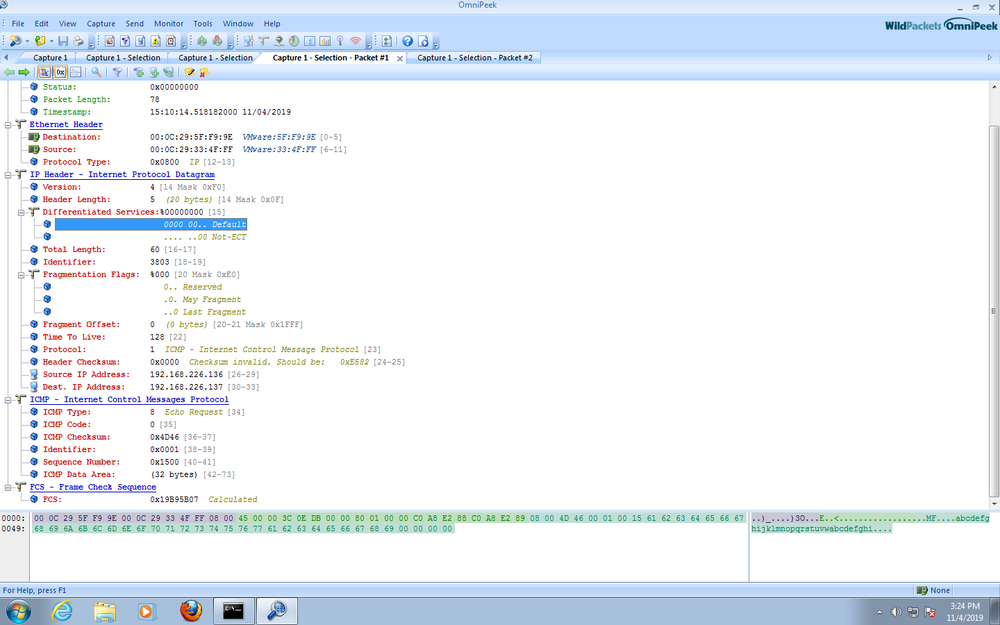 OmniPeek
File Edit View Capture Send Monitor Tools Window Help
WildPackets OmniPeek
Capture 1 Capture 1 - Selection Capture 1 - Selection Capture 1 - Selection - Packet #1 Capture 1 - Selection - Packet #2
0x
Status: 0x00000000
Packet Length: 78
Timestamp: 15:10:14.518182000 11/04/2019
Ethernet Header
Destination: 00:0C:29:5F:F9:9E VMware:5F:F9:9E [0-5]
Source: 00:0C:29:33:4F:FF VMware:33:4F:FF [6-11]
Protocol Type: 0x0800 IP [12-13]
IP Header - Internet Protocol Datagram
Version: 4 [14 Mask 0xF0]
Header Length: 5 (20 bytes) [14 Mask 0x0F]
Differentiated Services:%00000000 [15]
0000 00.. Default
.... ..00 Not-ECT
Total Length: 60 [16-17]
Identifier: 3803 [18-19]
Fragmentation Flags: %000 [20 Mask 0xE0]
0.. Reserved
.0. May Fragment
..0 Last Fragment
Fragment Offset: 0 (0 bytes) [20-21 Mask 0x1FFF]
Time To Live: 128 [22]
Protocol: 1 ICMP - Internet Control Message Protocol [23]
Header Checksum: 0x0000 Checksum invalid. Should be: 0xE582 [24-25]
Source IP Address: 192.168.226.136 [26-29]
Dest. IP Address: 192.168.226.137 [30-33]
ICMP - Internet Control Messages Protocol
ICMP Type: 8 Echo Request [34]
ICMP Code: 0 [35]
ICMP Checksum: 0x4D46 [36-37]
Identifier: 0x0001 [38-39]
Sequence Number: 0x1500 [40-41]
ICMP Data Area: (32 bytes) [42-73]
FCS - Frame Check Sequence
FCS: 0x19B95B07 Calculated
0000: 00 0C 29 5F F9 9E 00 0C 29 33 4F FF 08 00 45 00 00 3C 0E DB 00 00 80 01 00 00 C0 A8 E2 88 C0 A8 E2 89 08 00 4D 46 00 01 00 15 61 62 63 64 65 66 67 ..)_....)3O...E..<..................MF....abcdefg
0049: 68 69 6A 6B 6C 6D 6E 6F 70 71 72 73 74 75 76 77 61 62 63 64 65 66 67 68 69 00 00 00 00 hijklmnopqrstuvwabcdefghi....
For Help, press F1 None
C:\
3:24 PM
11/4/2019